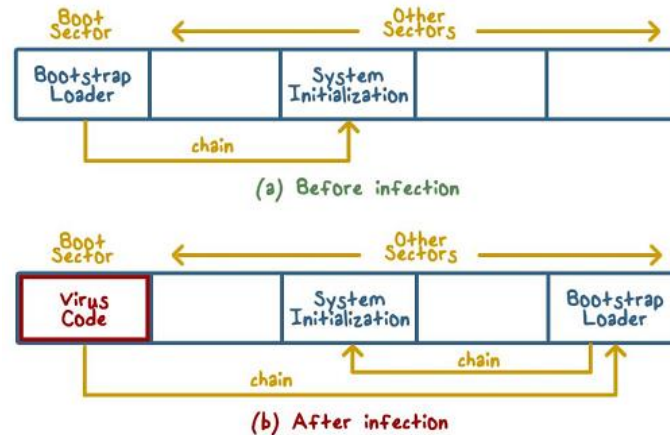 Boot
Sector
Other
Sectors
Bootstrap
Loader
System
Initialization
chain
(a) Before infection
Boot
Sector
Other
Sectors
Virus
Code
System
Initialization
Bootstrap
Loader
chain
chain
(b) After infection